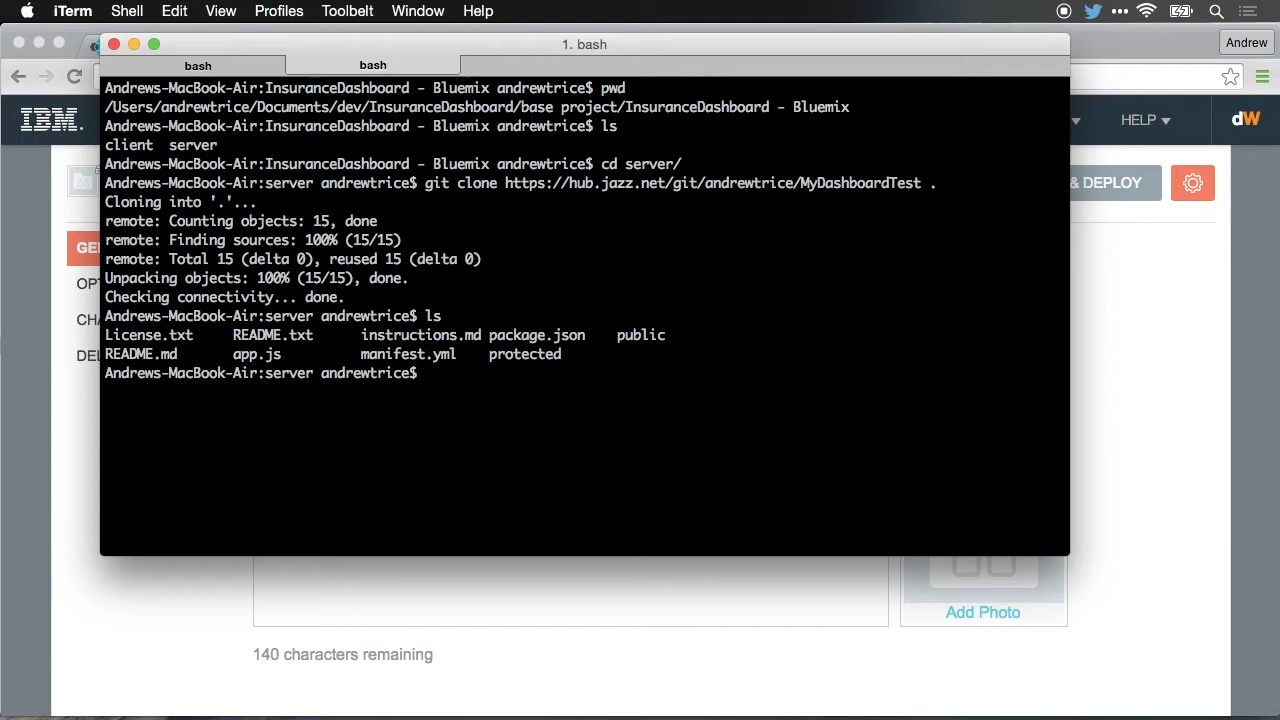 iTerm Shell Edit View Profiles Toolbelt Window Help
1. bash
Andrew
bash bash
Andrews-MacBook-Air:InsuranceDashboard - Bluemix andrewtrice$ pwd
/Users/andrewtrice/Documents/dev/InsuranceDashboard/base project/InsuranceDashboard - Bluemix
Andrews-MacBook-Air:InsuranceDashboard - Bluemix andrewtrice$ ls
client server
Andrews-MacBook-Air:InsuranceDashboard - Bluemix andrewtrice$ cd server/
Andrews-MacBook-Air:server andrewtrice$ git clone https://hub.jazz.net/git/andrewtrice/MyDashboardTest .
Cloning into '.'...
remote: Counting objects: 15, done
remote: Finding sources: 100% (15/15)
remote: Total 15 (delta 0), reused 15 (delta 0)
Unpacking objects: 100% (15/15), done.
Checking connectivity... done.
Andrews-MacBook-Air:server andrewtrice$ ls
License.txt README.txt instructions.md package.json public
README.md app.js manifest.yml protected
Andrews-MacBook-Air:server andrewtrice$
IBM.
HELP
dW
& DEPLOY
GE
OPT
CHA
DEL
Add Photo
140 characters remaining